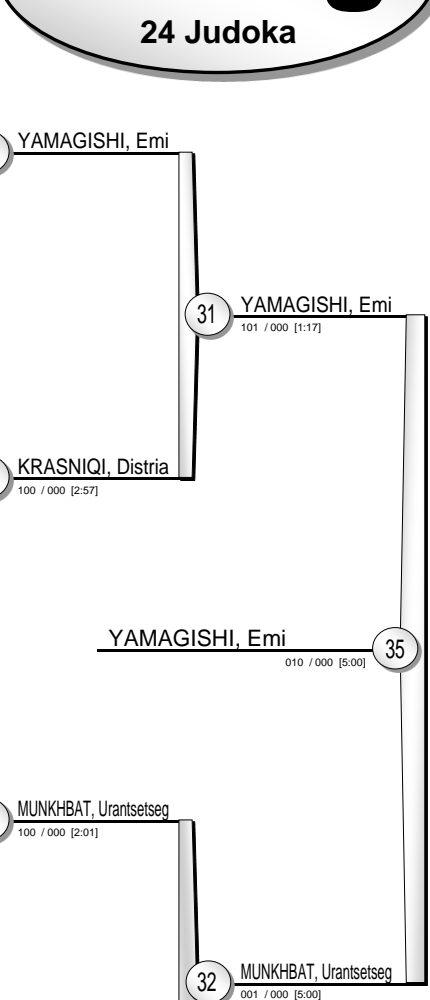 24 Judoka
YAMAGISHI, Emi
31
YAMAGISHI, Emi
101 / 000 [1:17]
KRASNIQI, Distria
100 / 000 [2:57]
YAMAGISHI, Emi
35
010 / 000 [5:00]
MUNKHBAT, Urantsetseg
100 / 000 [2:01]
32
MUNKHBAT, Urantsetseg
001 / 000 [5:00]